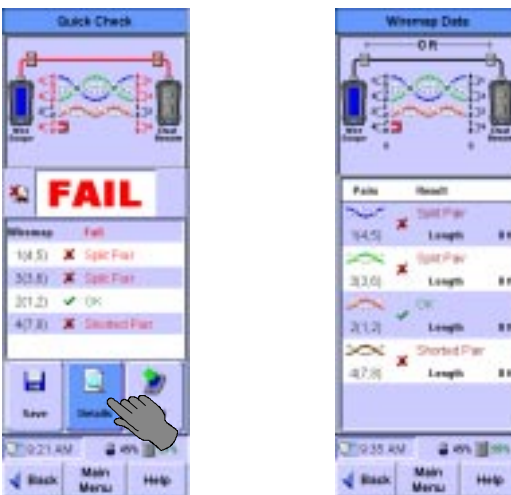 Quick Check
FAIL
Wiremap Fail
1(4,5) Split Pair
3(3,6) Split Pair
2(1,2) OK
4(7,8) Shorted Pair
Save
Details
9:21 AM
Back
Main
Menu
Help
Wiremap Data
Pairs Result
Split Pair
1(4,5) Length
Split Pair
3(3,6) Length
OK
2(1,2) Length
Shorted Pair
4(7,8) Length
9:35 AM
Back
Main
Menu
Help